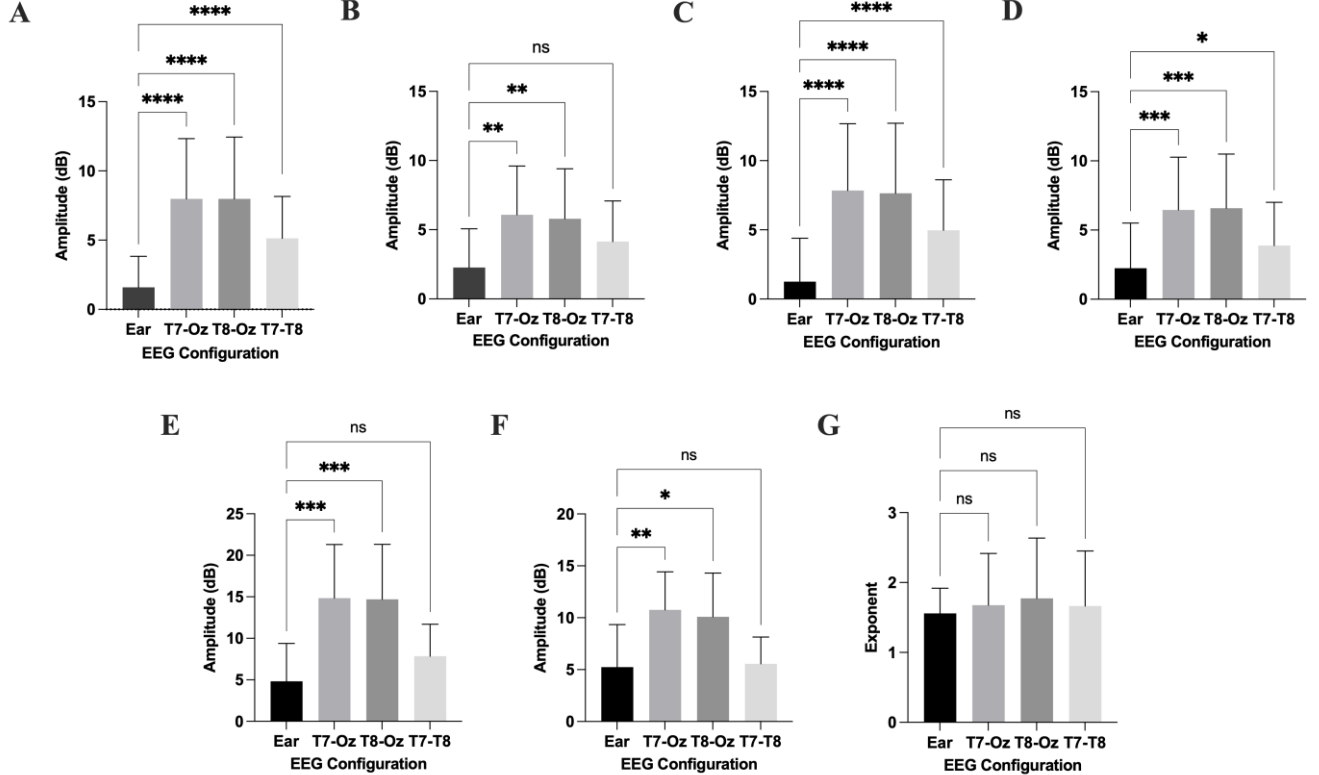 A
****
****
****
15
10
5
0
Amplitude (dB)
Ear T7-Oz T8-Oz T7-T8
EEG Configuration
B
ns
**
**
15
10
5
0
Amplitude (dB)
Ear T7-Oz T8-Oz T7-T8
EEG Configuration
C
****
****
****
15
10
5
0
Amplitude (dB)
Ear T7-Oz T8-Oz T7-T8
EEG Configuration
D
*
***
***
15
10
5
0
Amplitude (dB)
Ear T7-Oz T8-Oz T7-T8
EEG Configuration
E
ns
***
***
25
20
15
10
5
0
Amplitude (dB)
Ear T7-Oz T8-Oz T7-T8
EEG Configuration
F
ns
*
**
20
15
10
5
0
Amplitude (dB)
Ear T7-Oz T8-Oz T7-T8
EEG Configuration
G
ns
ns
ns
3
2
1
0
Exponent
Ear T7-Oz T8-Oz T7-T8
EEG Configuration